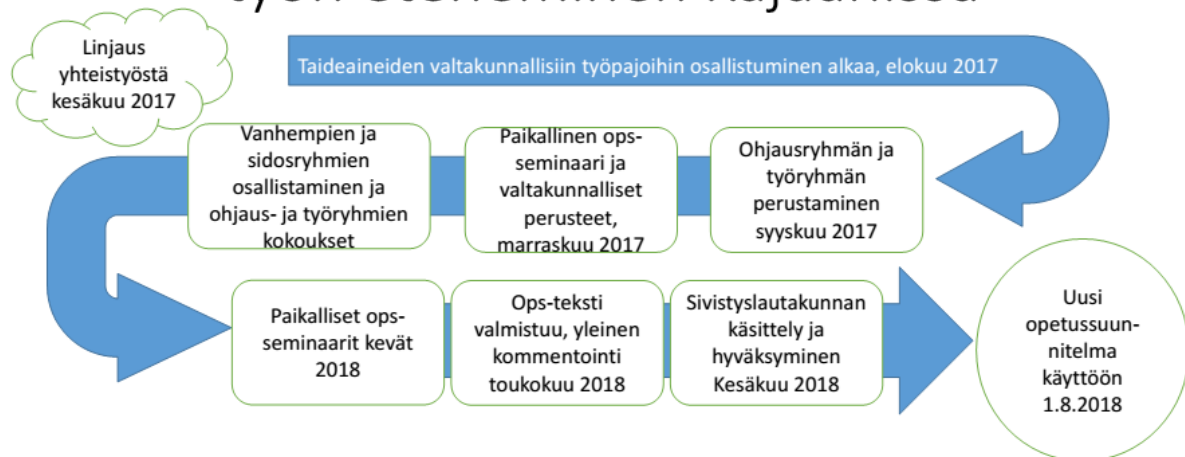 työn eteneminen Kajaanissa
Linjaus
yhteistyöstä
kesäkuu 2017
Taideaineiden valtakunnallisiin työpajoihin osallistuminen alkaa, elokuu 2017
Ohjausryhmän ja
työryhmän
perustaminen
syyskuu 2017
Paikallinen ops-
seminaari ja
valtakunnalliset
perusteet,
marraskuu 2017
Vanhempien ja
sidosryhmien
osallistaminen ja
ohjaus- ja työryhmien
kokoukset
Paikalliset ops-
seminaarit kevät
2018
Ops-teksti
valmistuu, yleinen
kommentointi
toukokuu 2018
Sivistyslautakunnan
käsittely ja
hyväksyminen
Kesäkuu 2018
Uusi
opetussuun-
nitelma
käyttöön
1.8.2018